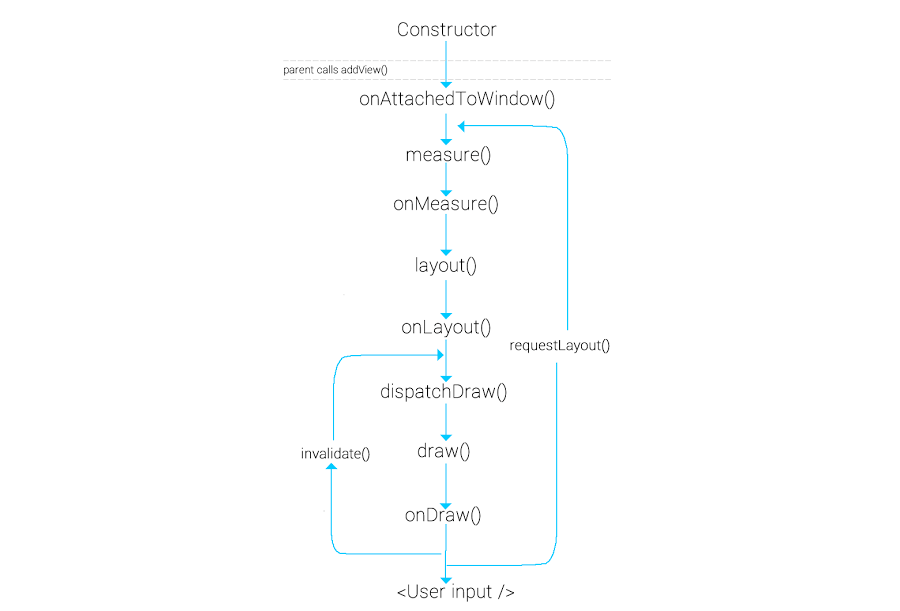 Constructor
parent calls addView()
onAttachedToWindow()
measure()
onMeasure()
layout()
onLayout()
requestLayout()
dispatchDraw()
draw()
invalidate()
onDraw()
<User input />